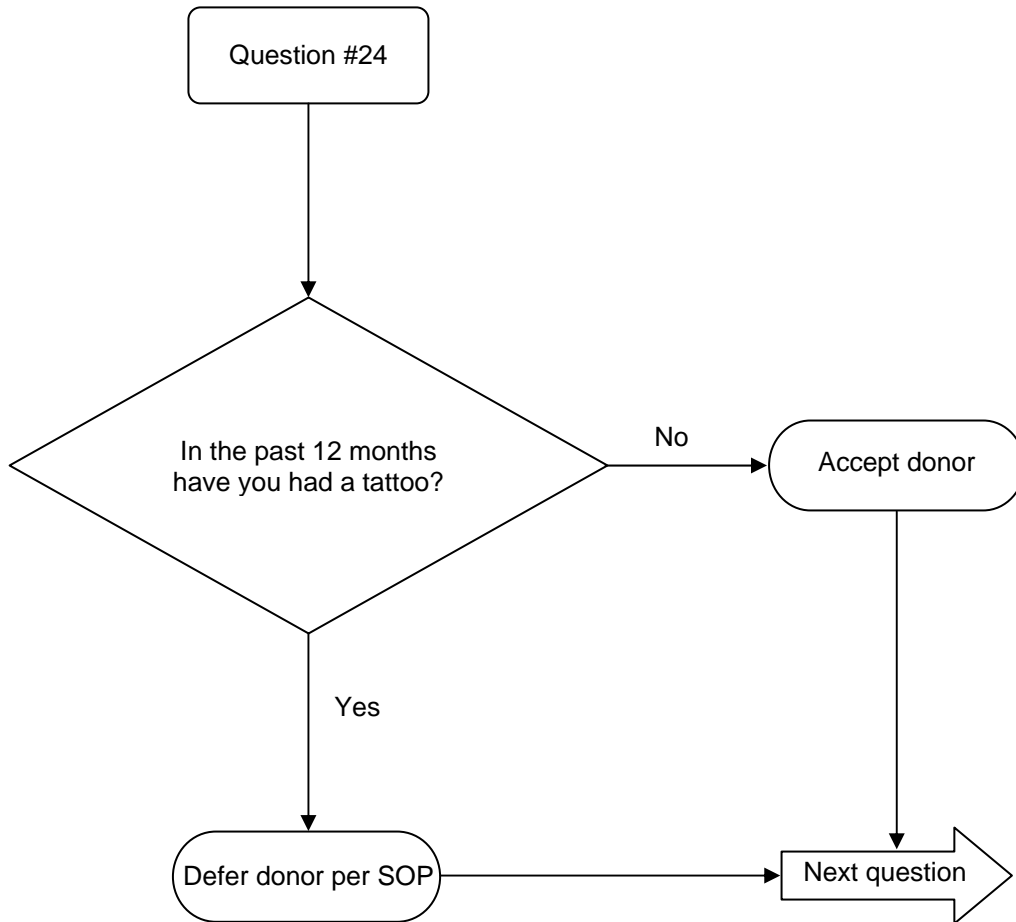 Question #24
In the past 12 months
have you had a tattoo?
No
Accept donor
Yes
Defer donor per SOP
Next question